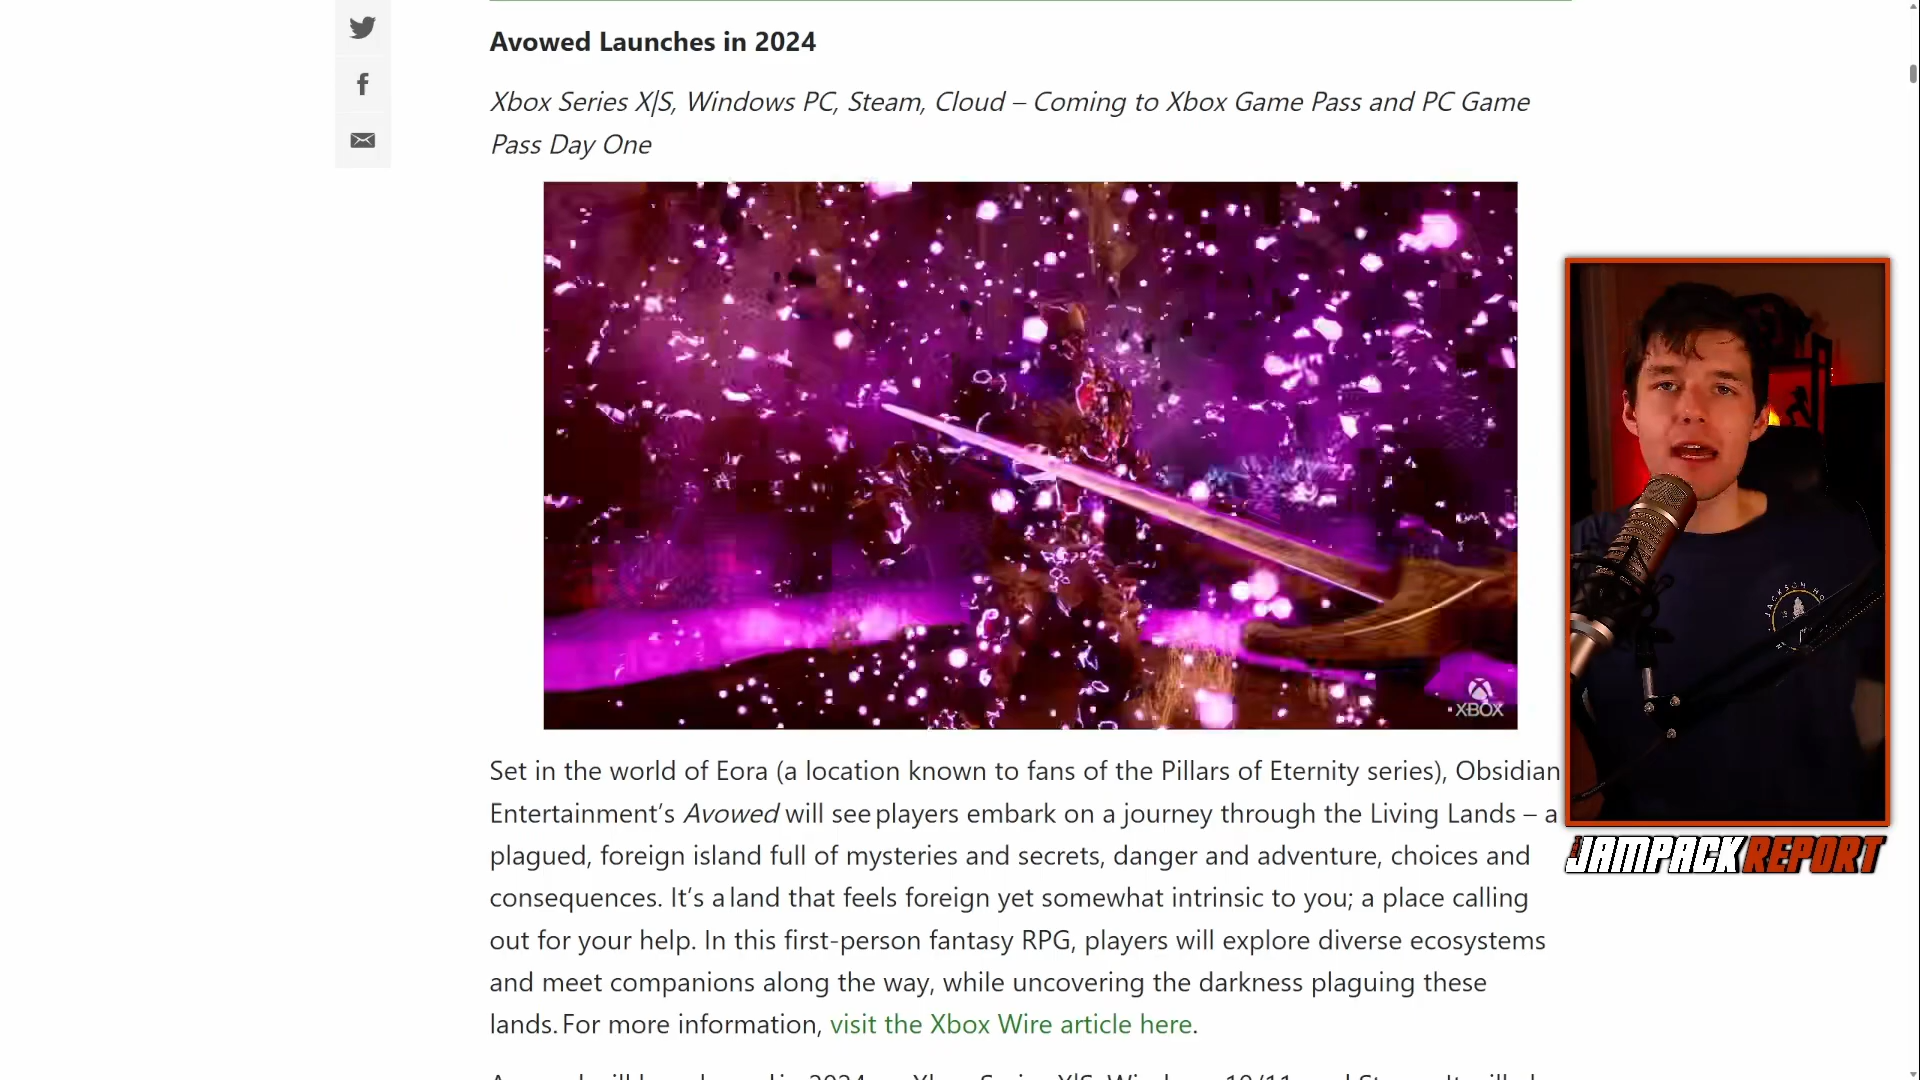 Avowed Launches in 2024
Xbox Series X|S, Windows PC, Steam, Cloud – Coming to Xbox Game Pass and PC Game
Pass Day One
XBOX
Set in the world of Eora (a location known to fans of the Pillars of Eternity series), Obsidian
Entertainment’s Avowed will see players embark on a journey through the Living Lands – a
plagued, foreign island full of mysteries and secrets, danger and adventure, choices and
consequences. It’s a land that feels foreign yet somewhat intrinsic to you; a place calling
out for your help. In this first-person fantasy RPG, players will explore diverse ecosystems
and meet companions along the way, while uncovering the darkness plaguing these
lands. For more information, visit the Xbox Wire article here.
JACKSON HO
JAMPACK REPORT